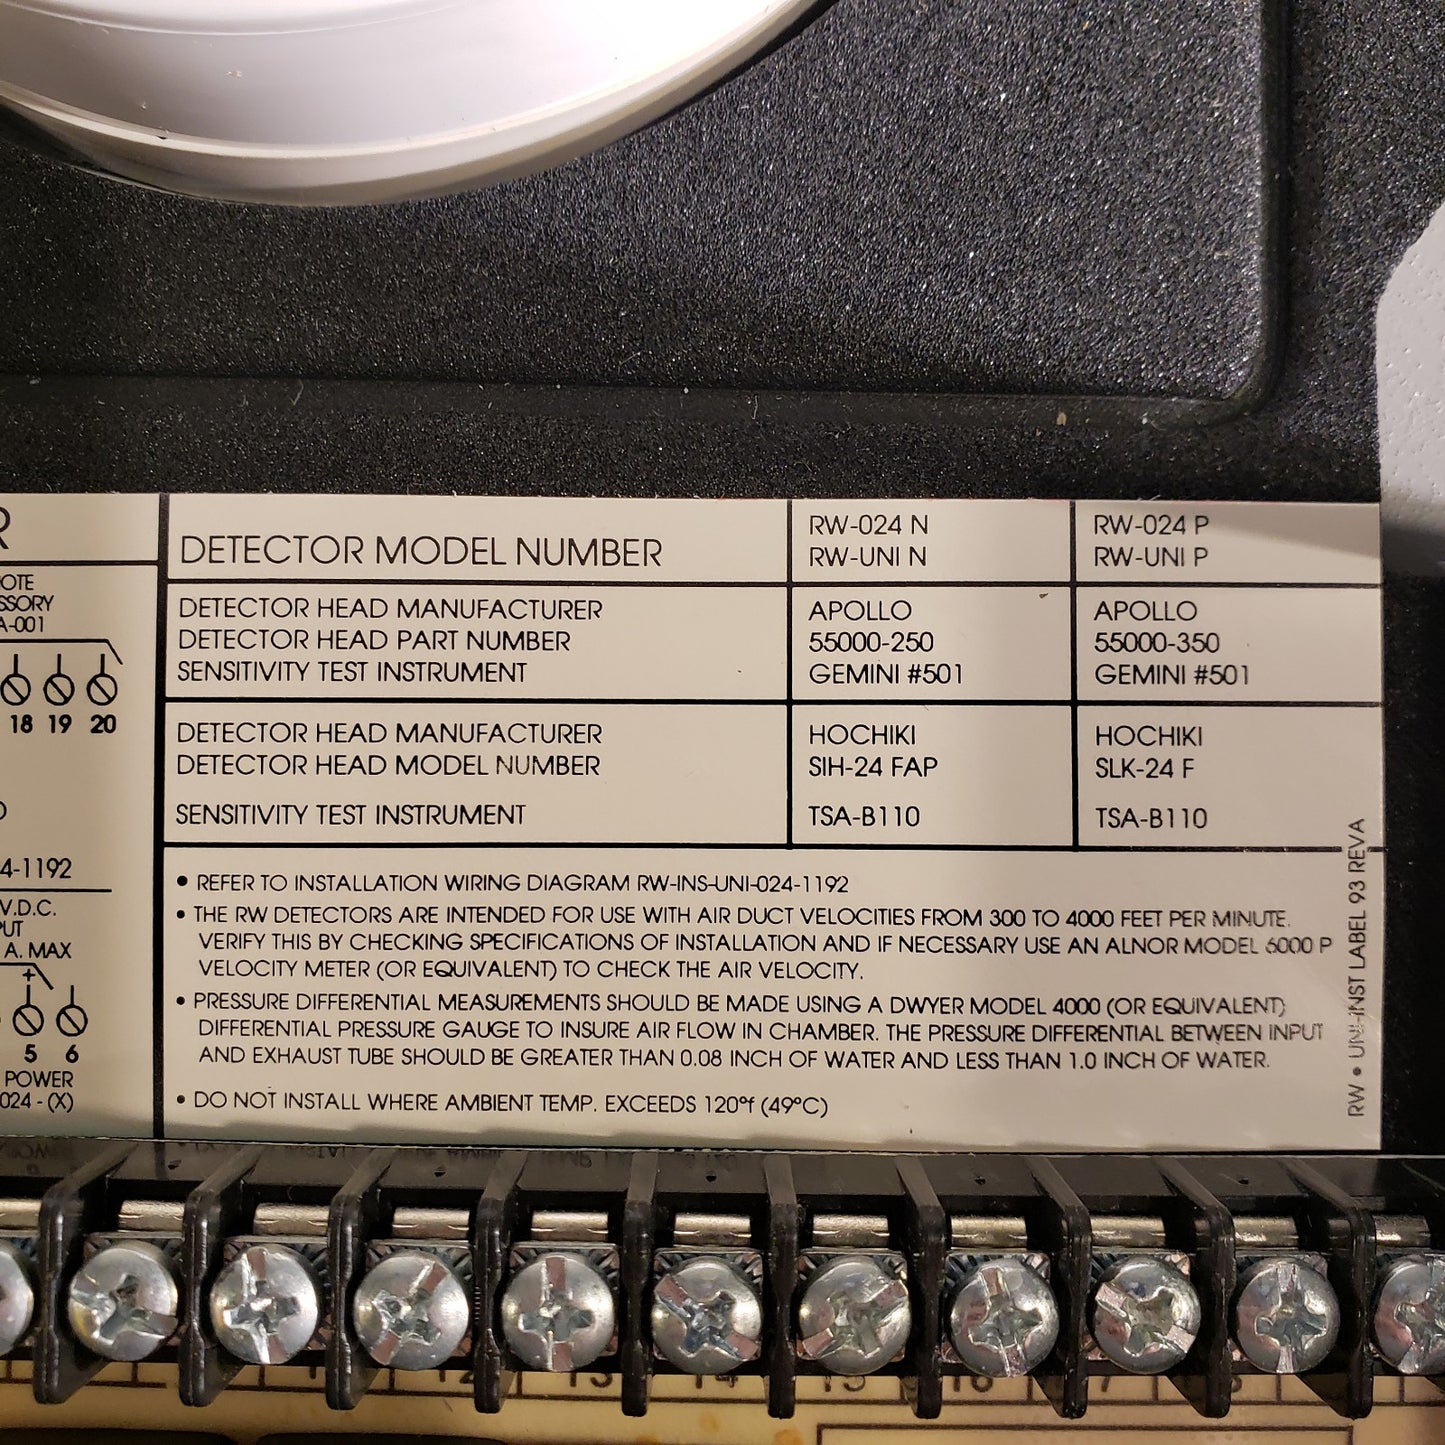 R
OTE
SSORY
A-001
18 19 20
4-1192
V.D.C.
PUT
A. MAX
+
5 6
POWER
024 - (X)
DETECTOR MODEL NUMBER
RW-024 N
RW-UNI N
RW-024 P
RW-UNI P
DETECTOR HEAD MANUFACTURER APOLLO APOLLO
DETECTOR HEAD PART NUMBER 55000-250 55000-350
SENSITIVITY TEST INSTRUMENT GEMINI #501 GEMINI #501
DETECTOR HEAD MANUFACTURER HOCHIKI HOCHIKI
DETECTOR HEAD MODEL NUMBER SIH-24 FAP SLK-24 F
SENSITIVITY TEST INSTRUMENT TSA-B110 TSA-B110
• REFER TO INSTALLATION WIRING DIAGRAM RW-INS-UNI-024-1192
• THE RW DETECTORS ARE INTENDED FOR USE WITH AIR DUCT VELOCITIES FROM 300 TO 4000 FEET PER MINUTE.
VERIFY THIS BY CHECKING SPECIFICATIONS OF INSTALLATION AND IF NECESSARY USE AN ALNOR MODEL 6000 P
VELOCITY METER (OR EQUIVALENT) TO CHECK THE AIR VELOCITY.
• PRESSURE DIFFERENTIAL MEASUREMENTS SHOULD BE MADE USING A DWYER MODEL 4000 (OR EQUIVALENT)
DIFFERENTIAL PRESSURE GAUGE TO INSURE AIR FLOW IN CHAMBER. THE PRESSURE DIFFERENTIAL BETWEEN INPUT
AND EXHAUST TUBE SHOULD BE GREATER THAN 0.08 INCH OF WATER AND LESS THAN 1.0 INCH OF WATER.
• DO NOT INSTALL WHERE AMBIENT TEMP. EXCEEDS 120°f (49°C)
RW • UNI-INST LABEL 93 REVA
12 13 14 15 16